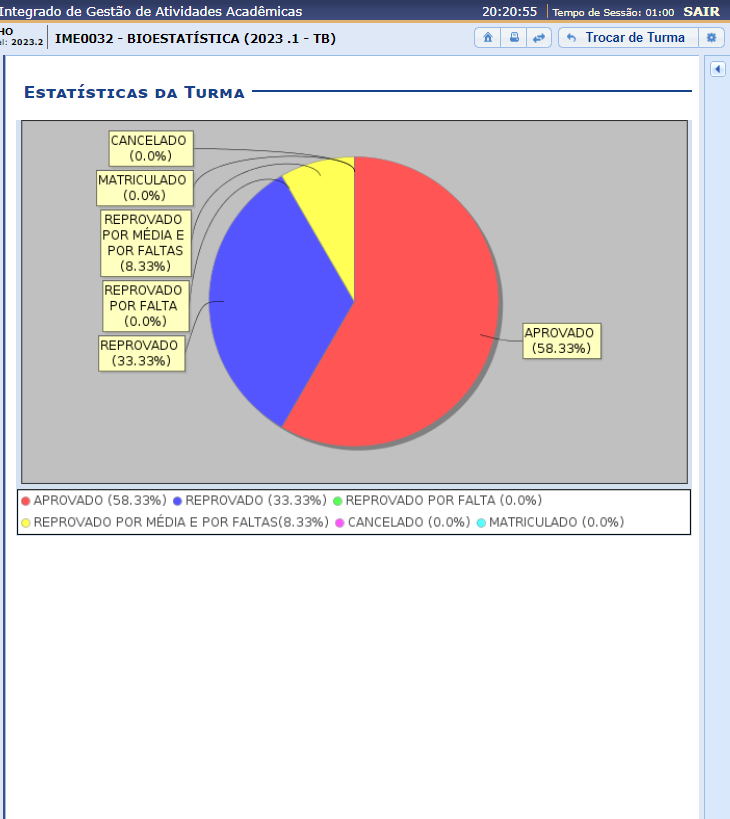 Integrado de Gestão de Atividades Acadêmicas 20:20:55 Tempo de Sessão: 01:00 SAIR
HO
el: 2023.2 IME0032 - BIOESTATÍSTICA (2023 .1 - TB) Trocar de Turma
ESTATÍSTICAS DA TURMA
CANCELADO
(0.0%)
MATRICULADO
(0.0%)
REPROVADO
POR MÉDIA E
POR FALTAS
(8.33%)
REPROVADO
POR FALTA
(0.0%)
REPROVADO
(33.33%)
APROVADO
(58.33%)
APROVADO (58.33%) REPROVADO (33.33%) REPROVADO POR FALTA (0.0%)
REPROVADO POR MÉDIA E POR FALTAS(8.33%) CANCELADO (0.0%) MATRICULADO (0.0%)